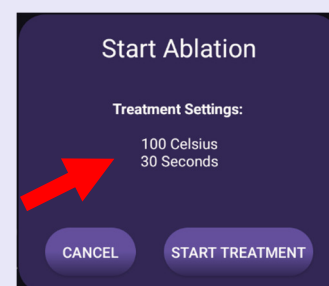 Start Ablation
Treatment Settings:
100 Celsius
30 Seconds
CANCEL
START TREATMENT